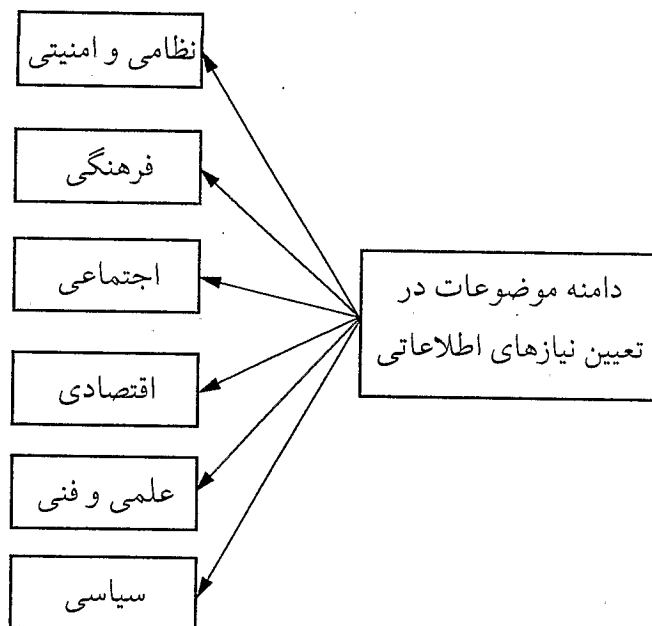 دامنه موضوعات در
تعیین نیازهای اطلاعاتی
نظامی و امنیتی
فرهنگی
اجتماعی
اقتصادی
علمی و فنی
سیاسی